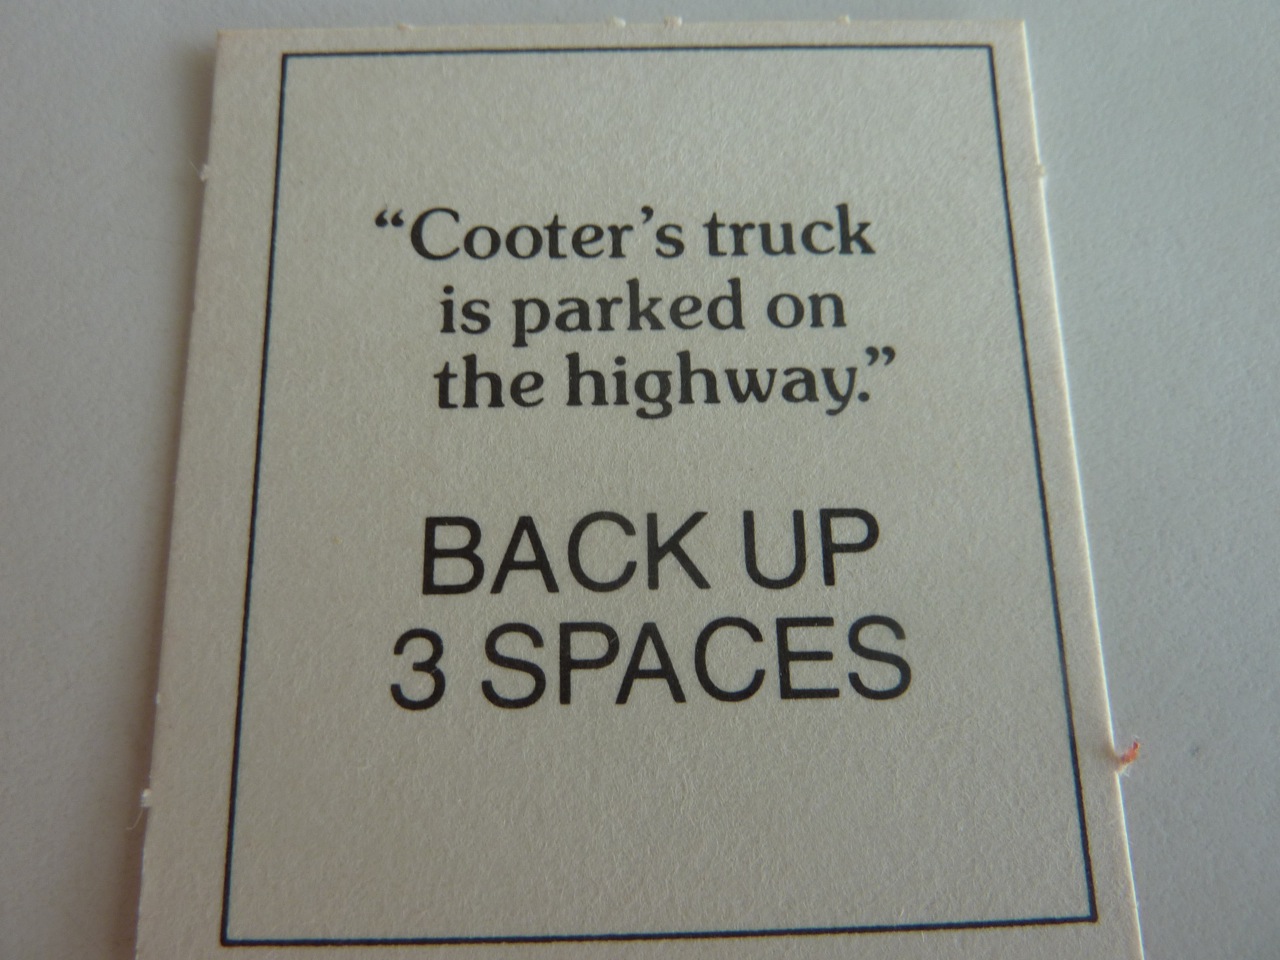 “Cooter’s truck
is parked on
the highway.”
BACK UP
3 SPACES